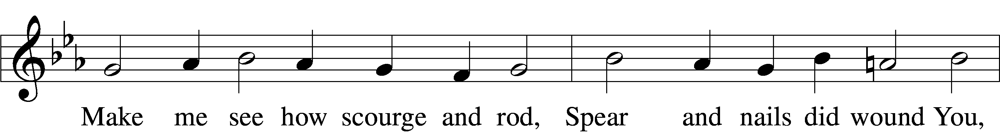 Make me see how scourge and rod, Spear and nails did wound You,